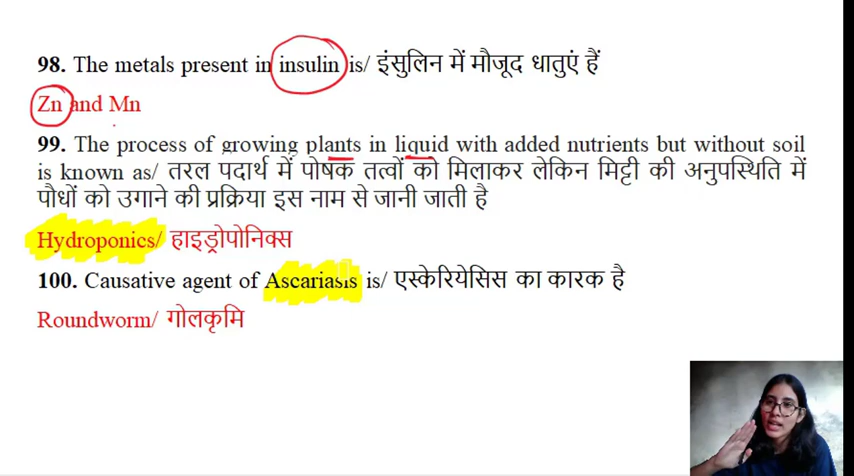 98. The metals present in insulin is/ इंसुलिन में मौजूद धातुएं हैं
Zn and Mn
99. The process of growing plants in liquid with added nutrients but without soil
is known as/ तरल पदार्थ में पोषक तत्वों को मिलाकर लेकिन मिट्टी की अनुपस्थिति में
पौधों को उगाने की प्रक्रिया इस नाम से जानी जाती है
Hydroponics/ हाइड्रोपोनिक्स
100. Causative agent of Ascariasis is/ एस्केरियेसिस का कारक है
Roundworm/ गोलकृमि